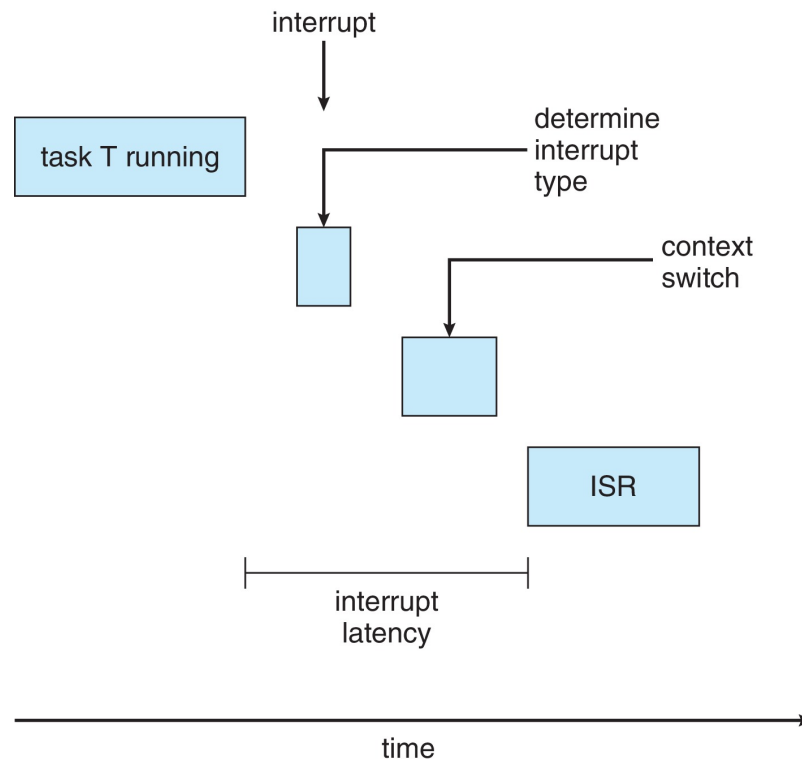 interrupt
task T running
determine
interrupt
type
context
switch
ISR
interrupt
latency
time